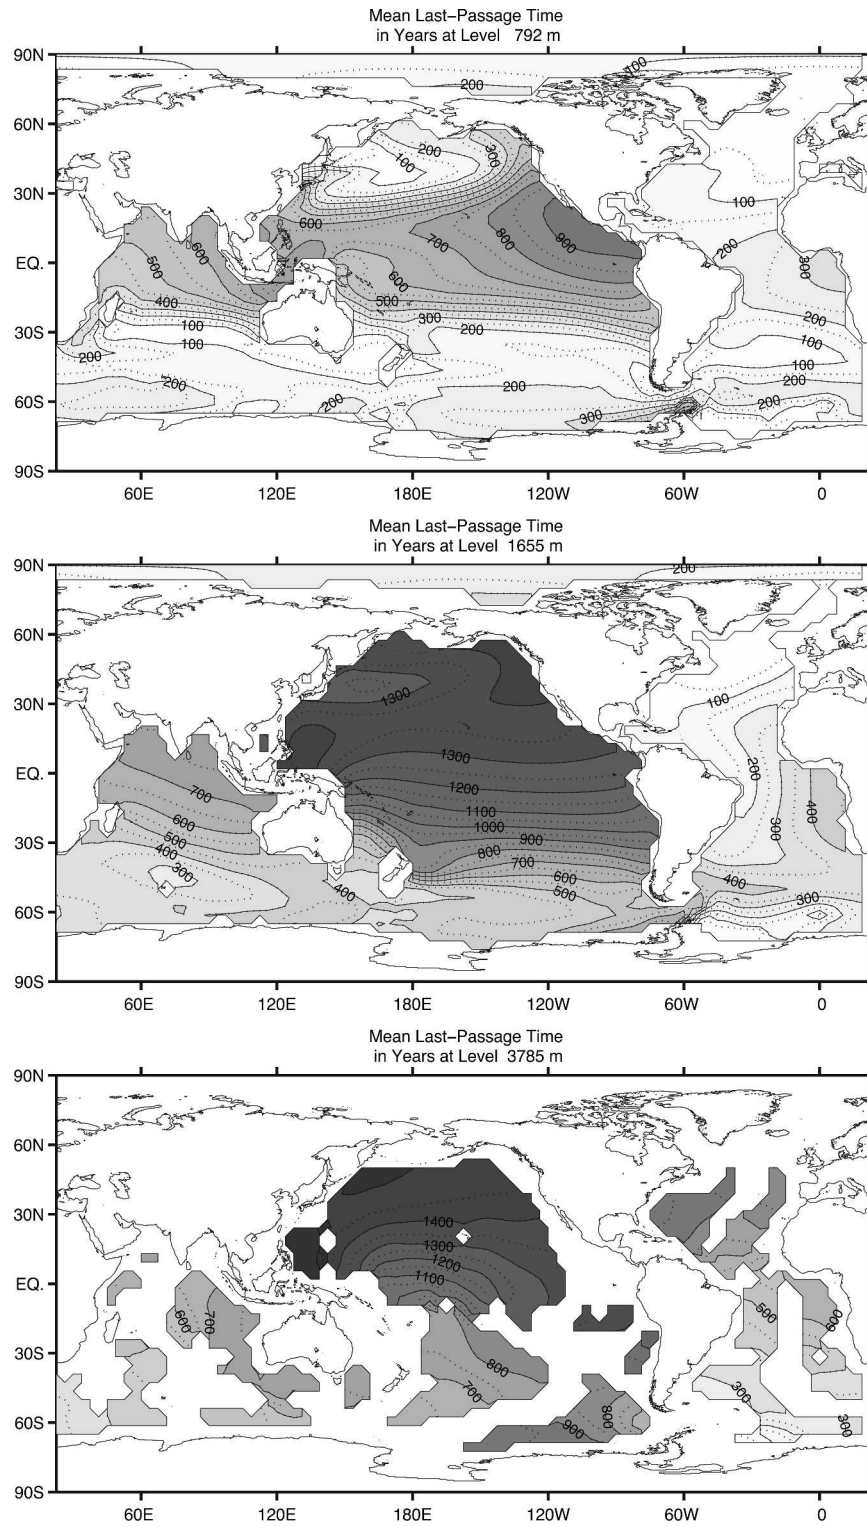 Mean Last−Passage Time
in Years at Level 792 m
90N
60N
30N
EQ.
30S
60S
90S
100
200
200
300
100
600
700
800
900
500
600
600
500
400
100
100
200
200
500
300
200
200
200
300
100
200
300
200
100
100
200
200
60E 120E 180E 120W 60W 0
Mean Last−Passage Time
in Years at Level 1655 m
90N
60N
30N
EQ.
30S
60S
90S
200
1300
1300
1200
1100
1000
900
800
700
600
500
700
600
500
400
300
400
100
200
300
400
400
300
60E 120E 180E 120W 60W 0
Mean Last−Passage Time
in Years at Level 3785 m
90N
60N
30N
EQ.
30S
60S
90S
1400
1300
1200
1100
600
700
800
700
900
800
500
600
300
300
60E 120E 180E 120W 60W 0